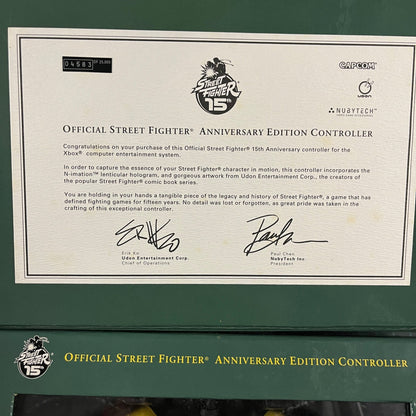 04583 OF 25,000
STREET FIGHTER
15th
CAPCOM
UDON
NUBYTECH
OFFICIAL STREET FIGHTER® ANNIVERSARY EDITION CONTROLLER
Congratulations on your purchase of this Official Street Fighter® 15th Anniversary controller for the
Xbox® computer entertainment system.
In order to capture the essence of your Street Fighter® character in motion, this controller incorporates the
N-imation™ lenticular hologram, and gorgeous artwork from Udon Entertainment Corp., the creators of
the popular Street Fighter® comic book series.
You are holding in your hands a tangible piece of the legacy and history of Street Fighter®, a game that has
defined fighting games for fifteen years. No detail was lost or forgotten, as great pride was taken in the
crafting of this exceptional controller.
Erik Ko
Udon Entertainment Corp.
Chief of Operations
Paul Chen
NubyTech Inc.
President
STREET FIGHTER
15th
OFFICIAL STREET FIGHTER® ANNIVERSARY EDITION CONTROLLER